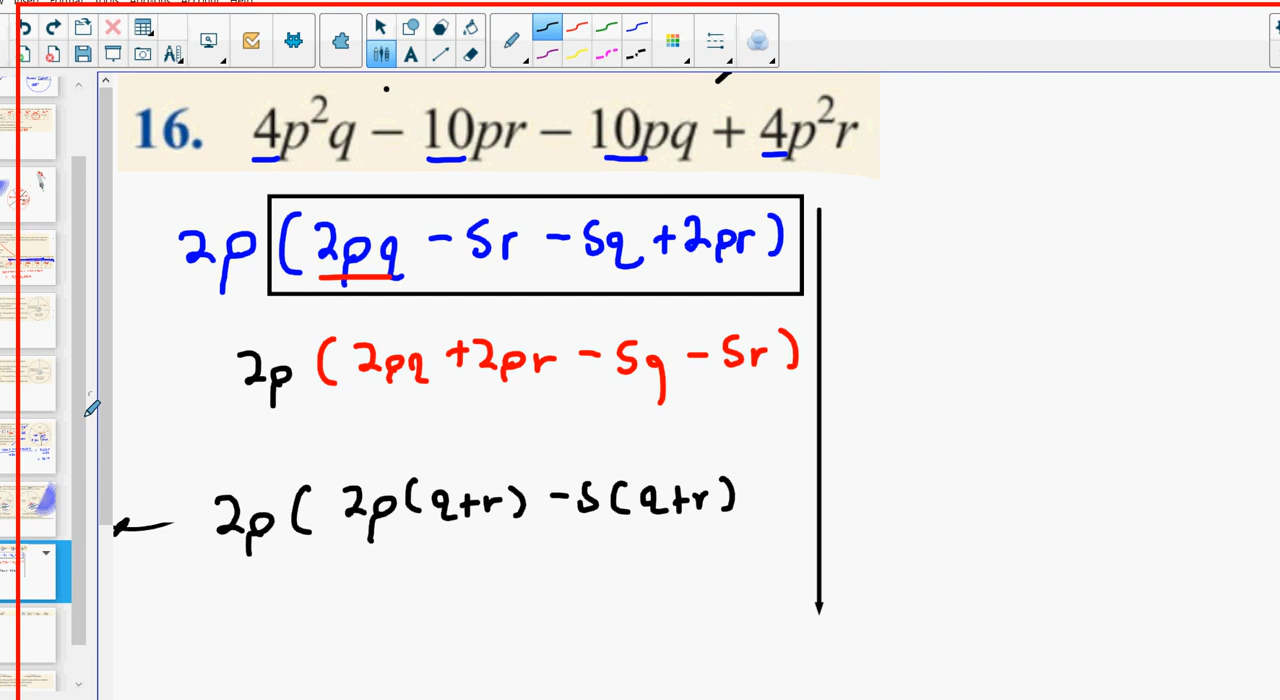 16. 4p²q − 10pr − 10pq + 4p²r
2p (2pq - 5r - 5q + 2pr)
2p (2pq + 2pr - 5q - 5r)
2p ( 2p(q+r) - 5(q+r)